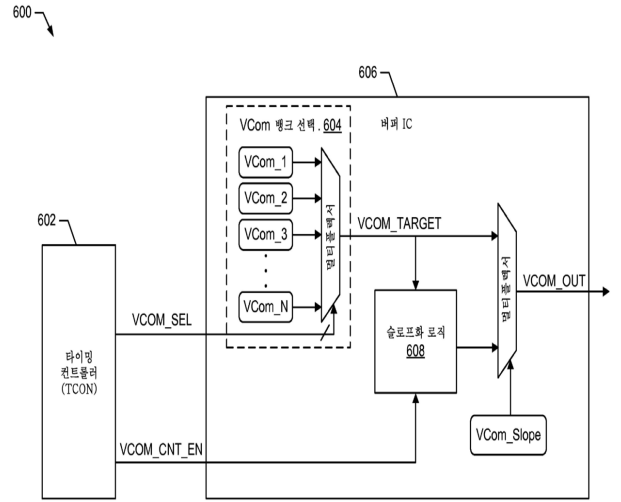 600
606
VCom 뱅크 선택. 604
버퍼 IC
VCom_1
VCom_2
VCom_3
VCom_N
멀티플렉서
602
타이밍
컨트롤러
(TCON)
VCOM_SEL
VCOM_CNT_EN
VCOM_TARGET
슬로프화 로직
608
멀티플렉서
VCOM_OUT
VCom_Slope